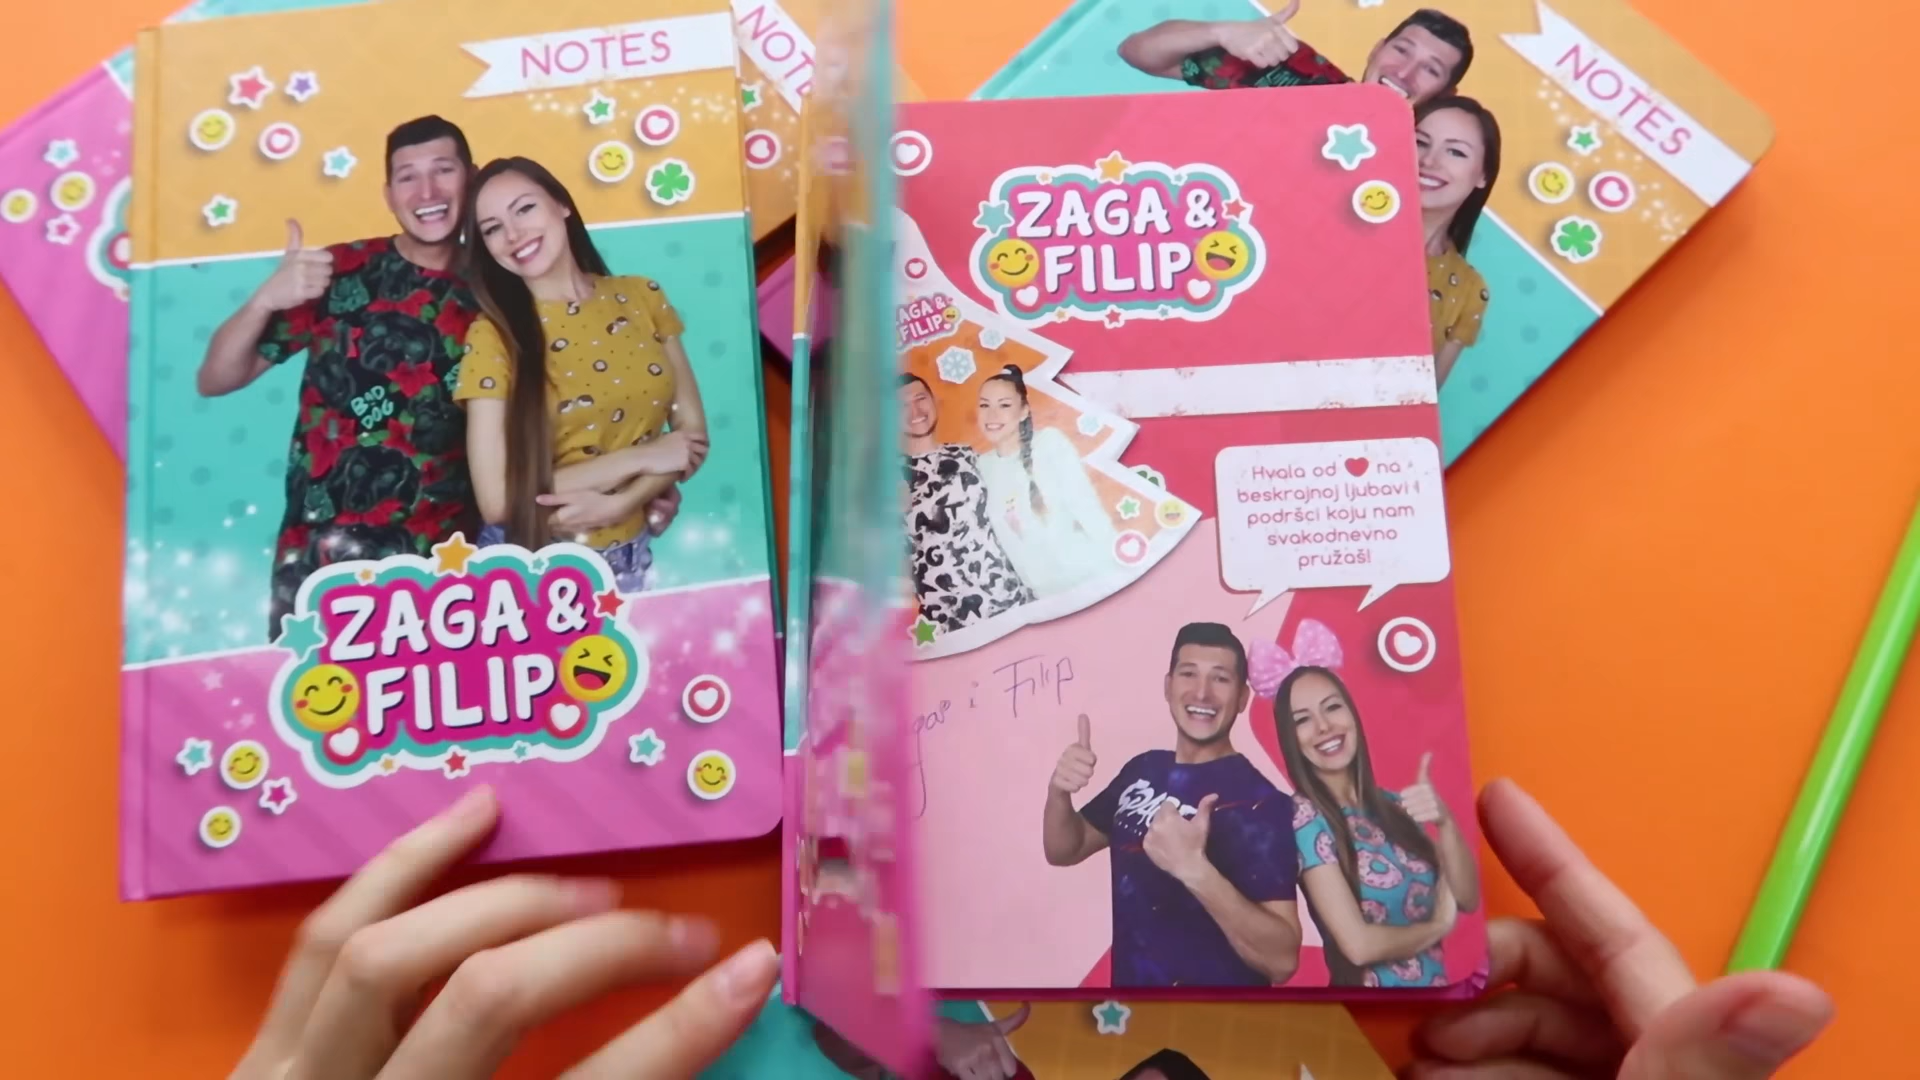 NOTES
BAD
DOG
ZAGA &
FILIP
NOTES
ZAGA &
FILIP
AGA &
FILIP
Hvala od na
beskrajnoj ljubavi i
podršci koju nam
svakodnevno
pružaš!
i Filip
NOTES